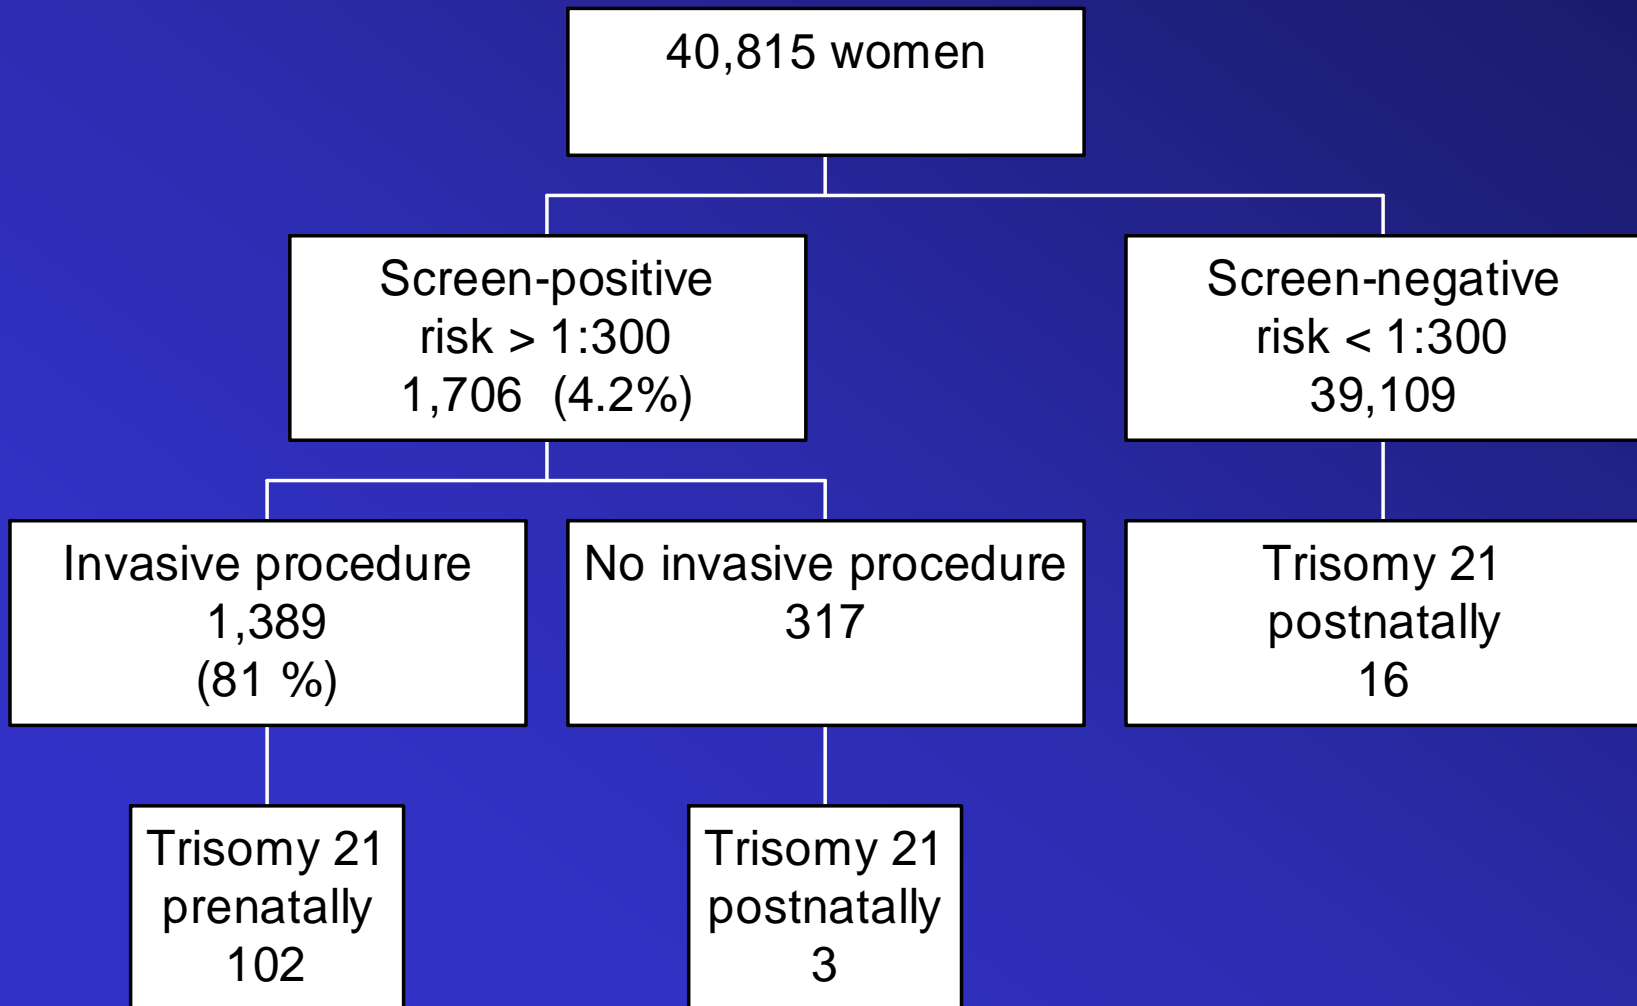 40,815 women
Screen-positive
risk > 1:300
1,706 (4.2%)
Screen-negative
risk < 1:300
39,109
Invasive procedure
1,389
(81 %)
No invasive procedure
317
Trisomy 21
postnatally
16
Trisomy 21
prenatally
102
Trisomy 21
postnatally
3